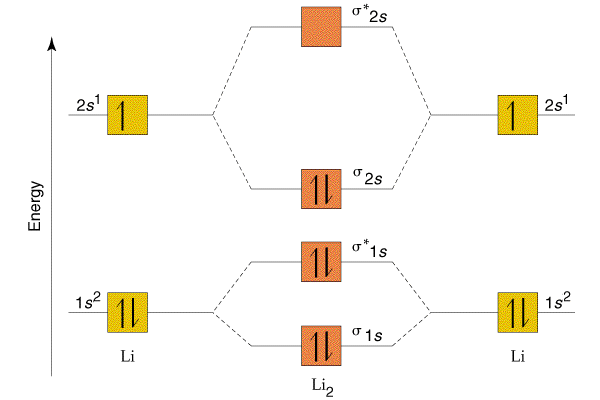 σ*2s
2s¹ 2s¹
σ2s
Energy
σ*1s
1s² 1s²
σ1s
Li Li
Li₂